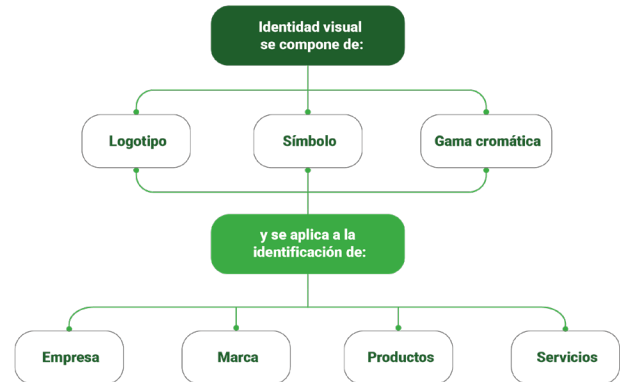 Identidad visual
se compone de:
Logotipo
Símbolo
Gama cromática
y se aplica a la
identificación de:
Empresa
Marca
Productos
Servicios